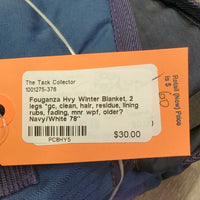 The Tack Collector
1001275-376
Fouganza Hvy Winter Blanket, 2
legs *gc, clean, hair, residue, lining
rubs, fading, mnr wpf, older?
Navy/White 78"
$30.00
PCBHY5
Retail (New) Price
is $ 60